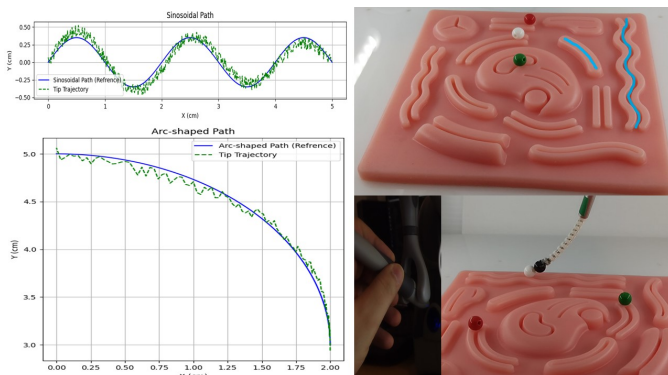 Sinosoidal Path
0.50
0.25
0.00
-0.25
-0.50
Y (cm)
Sinosoidal Path (Refrence)
Tip Trajectory
0 1 2 3 4 5
X (cm)
Arc-shaped Path
5.0
4.5
4.0
3.5
3.0
Y (cm)
Arc-shaped Path (Refrence)
Tip Trajectory
0.00 0.25 0.50 0.75 1.00 1.25 1.50 1.75 2.00